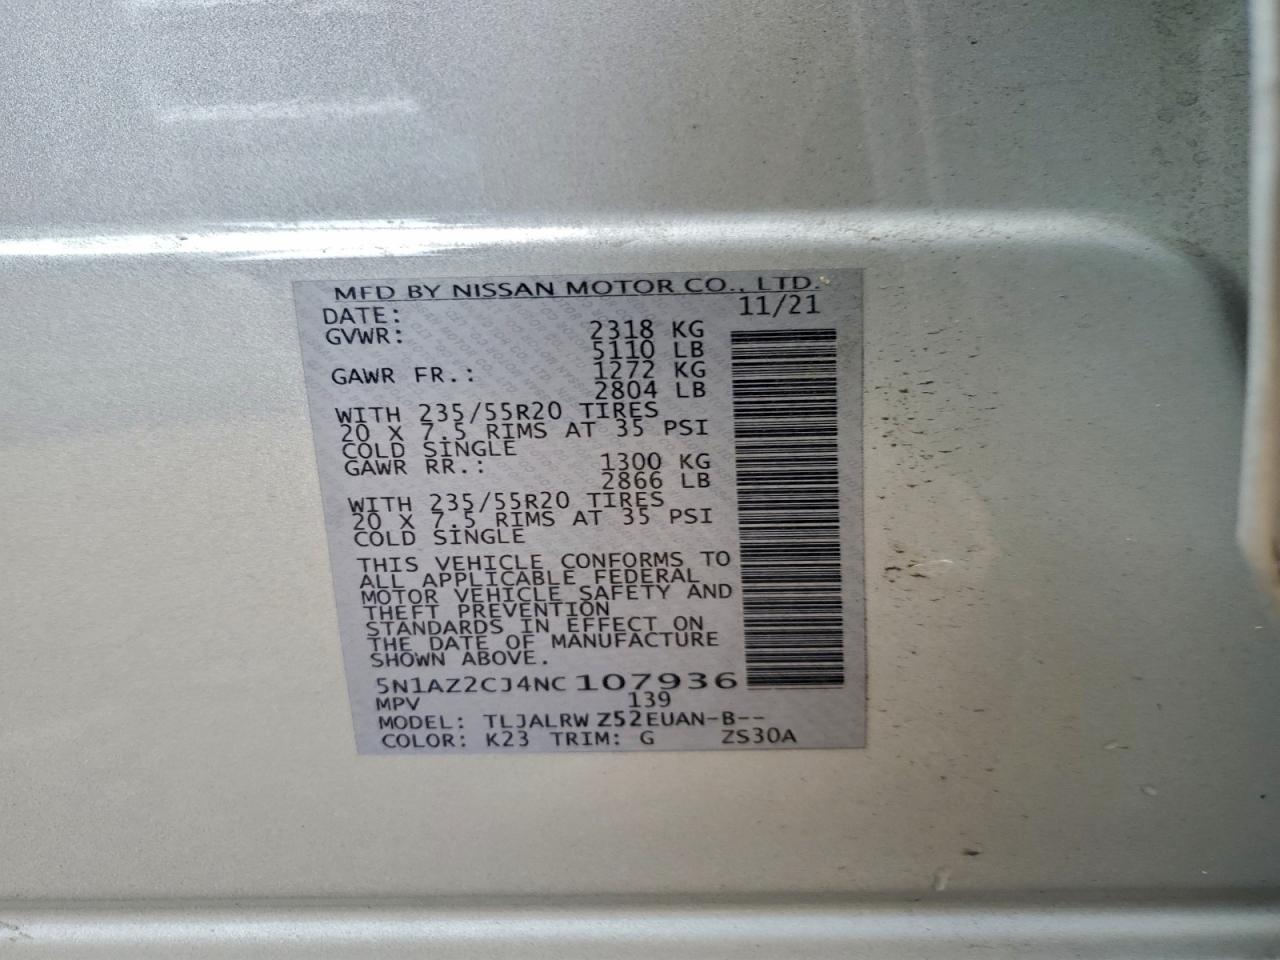 MFD BY NISSAN MOTOR CO., LTD.
DATE: 11/21
GVWR: 2318 KG
5110 LB
GAWR FR.: 1272 KG
2804 LB
WITH 235/55R20 TIRES
20 X 7.5 RIMS AT 35 PSI
COLD SINGLE
GAWR RR.: 1300 KG
2866 LB
WITH 235/55R20 TIRES
20 X 7.5 RIMS AT 35 PSI
COLD SINGLE
THIS VEHICLE CONFORMS TO
ALL APPLICABLE FEDERAL
MOTOR VEHICLE SAFETY AND
THEFT PREVENTION
STANDARDS IN EFFECT ON
THE DATE OF MANUFACTURE
SHOWN ABOVE.
5N1AZ2CJ4NC107936
MPV 139
MODEL: TLJALRW Z52EUAN-B--
COLOR: K23 TRIM: G ZS30A